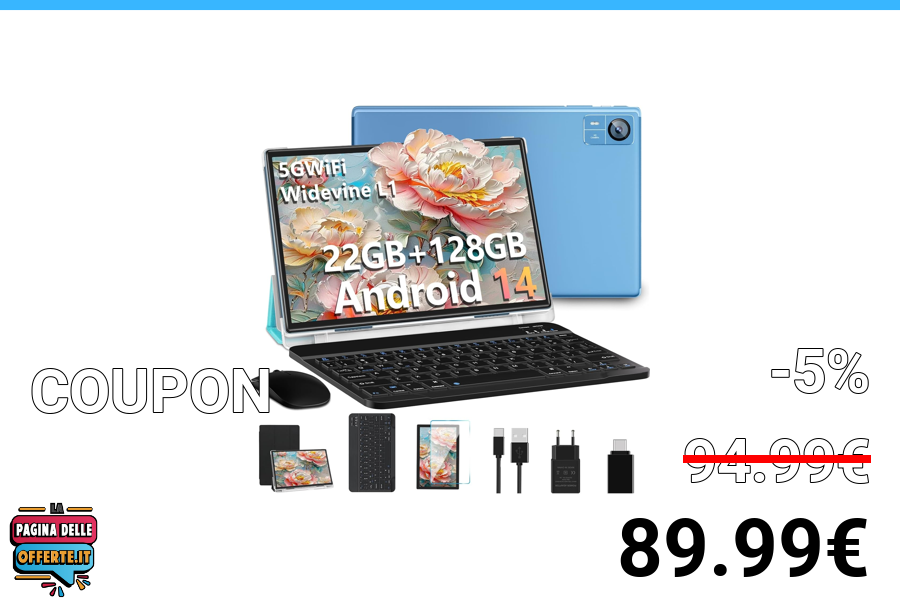 5GWiFi
Widevine L1
22GB+128GB
Android 14
COUPON
-5%
94.99€
89.99€
LA
PAGINA DELLE
OFFERTE.IT